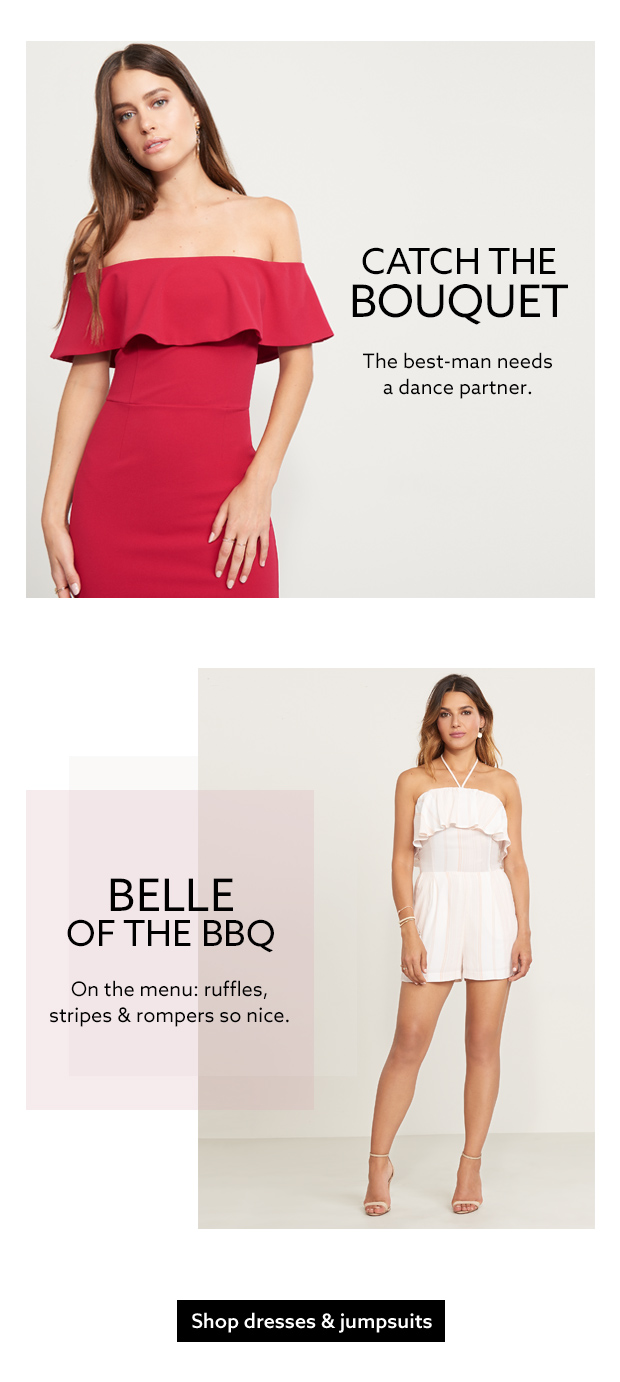 CATCH THE
BOUQUET
The best-man needs
a dance partner.
BELLE
OF THE BBQ
On the menu: ruffles,
stripes & rompers so nice.
Shop dresses & jumpsuits